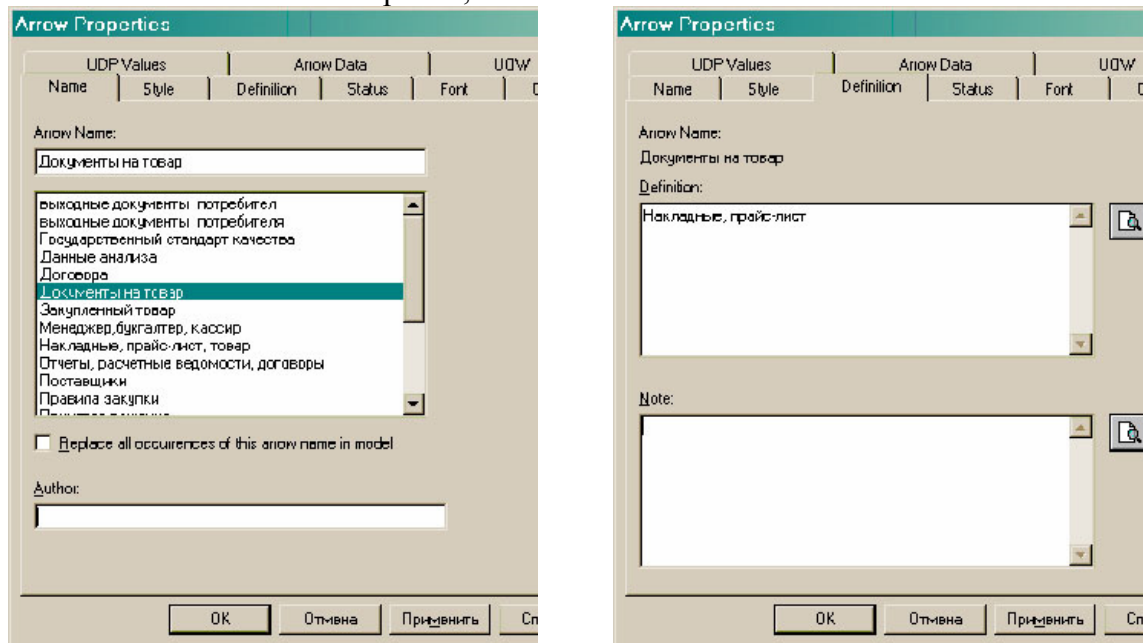 Arrow Properties
UDP Values Arrow Data UOW
Name Style Definition Status Font
Arrow Name:
Документы на товар
выходные документы потребител
выходные документы потребителя
Государственный стандарт качества
Данные анализа
Договора
Документы на товар
Закупленный товар
Менеджер,бухгалтер, кассир
Накладные, прайс-лист, товар
Отчеты, расчетные ведомости, договоры
Поставщики
Правила закупки
Replace all occurrences of this arrow name in model
Author:
OK Отмена Применить Сп
Arrow Properties
UDP Values Arrow Data UOW
Name Style Definition Status Font
Arrow Name:
Документы на товар
Definition:
Накладные, прайс-лист
Note:
OK Отмена Применить Сп